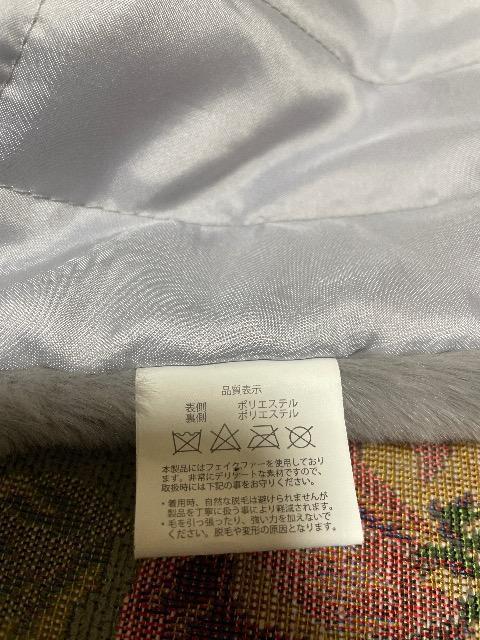 品質表示
表側 ポリエステル
裏側 ポリエステル
本製品にはフェイクファーを使用しており
ます。非常にデリケートな素材ですので、
取扱時には下記の事をお守りください。
・着用時、自然な脱毛は避けられませんが
製品を丁寧に扱う事により軽減されます。
・毛を引っ張ったり、強い力を加えないで
ください。脱毛や変形の原因となります。